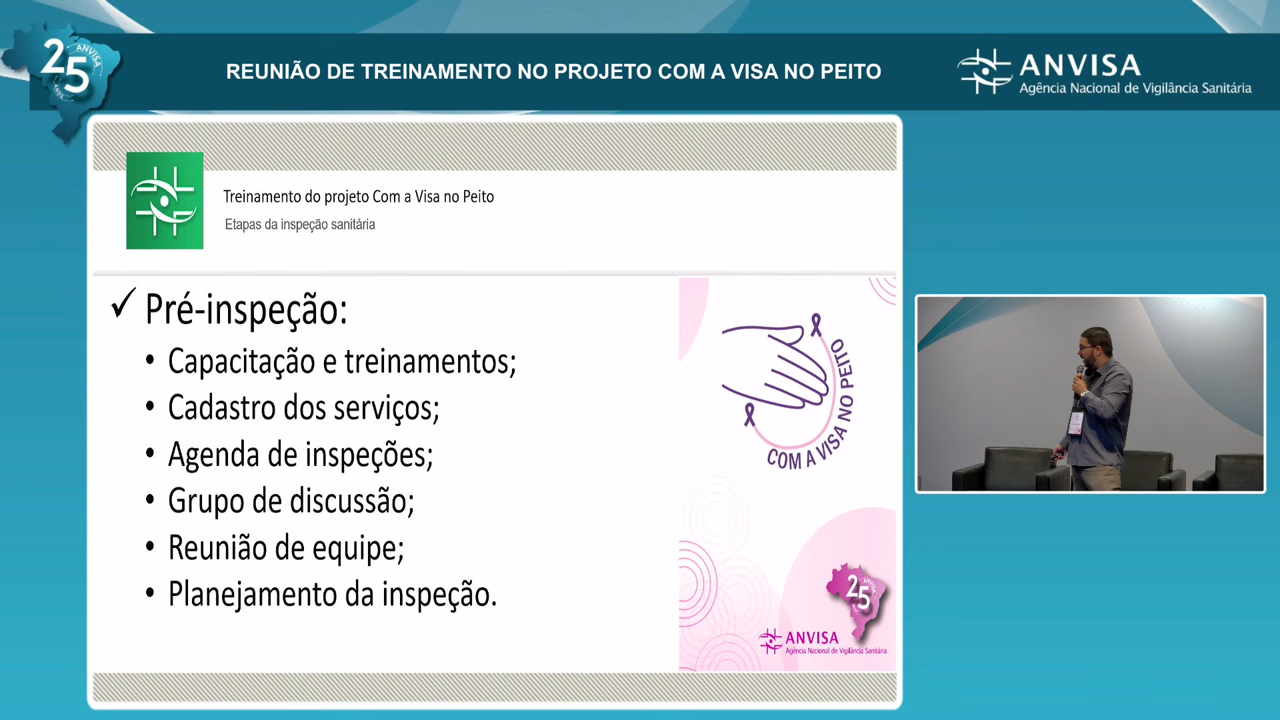 25
ANVISA
ANOS
REUNIÃO DE TREINAMENTO NO PROJETO COM A VISA NO PEITO
ANVISA
Agência Nacional de Vigilância Sanitária
Treinamento do projeto Com a Visa no Peito
Etapas da inspeção sanitária
✓ Pré-inspeção:
• Capacitação e treinamentos;
• Cadastro dos serviços;
• Agenda de inspeções;
• Grupo de discussão;
• Reunião de equipe;
• Planejamento da inspeção.
COM A VISA NO PEITO
25
ANVISA
ANVISA
Agência Nacional de Vigilância Sanitária